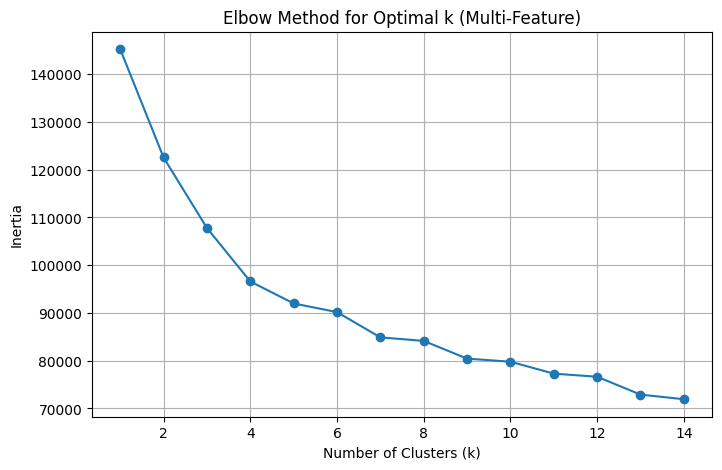 Elbow Method for Optimal k (Multi-Feature)
140000
130000
120000
110000
100000
90000
80000
70000
Inertia
2 4 6 8 10 12 14
Number of Clusters (k)